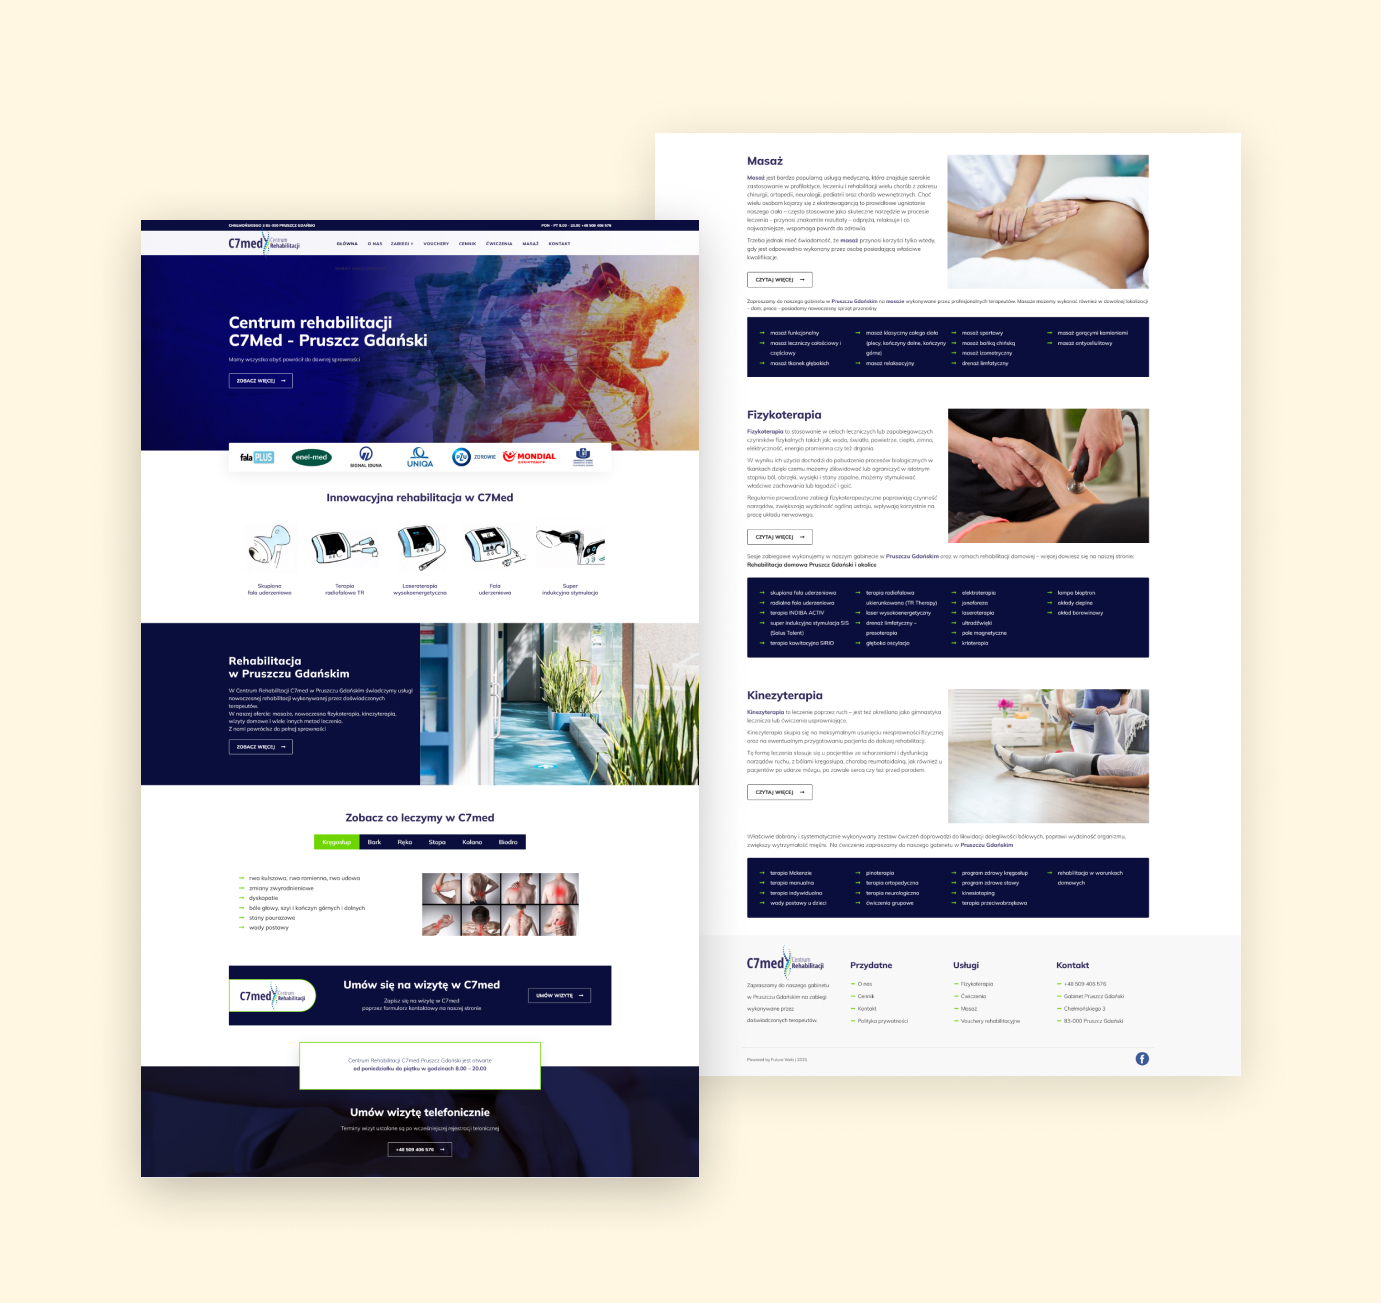 CHEŁMOŃSKIEGO 3 83-000 PRUSZCZ GDAŃSKI
PON - PT 8.00 - 20.00 +48 509 406 576
C7med Centrum Rehabilitacji
GŁÓWNA O NAS ZABIEGI VOUCHERY CENNIK ĆWICZENIA MASAŻ KONTAKT
Centrum rehabilitacji
C7Med - Pruszcz Gdański
Mamy wszystko abyś powrócił do dawnej sprawności
ZOBACZ WIĘCEJ →
fala PLUS enel-med SIGNAL IDUNA UNIQA PZU ZDROWIE MONDIAL ASSISTANCE
Innowacyjna rehabilitacja w C7Med
Skupiona
fala uderzeniowa
Terapia
radiofalowa TR
Laseroterapia
wysokoenergetyczna
Fala
uderzeniowa
Super
indukcyjna stymulacja
Rehabilitacja
w Pruszczu Gdańskim
W Centrum Rehabilitacji C7med w Pruszczu Gdańskim świadczymy usługi
nowoczesnej rehabilitacji wykonywanej przez doświadczonych
terapeutów.
W naszej ofercie: masaże, nowoczesna fizykoterapia, kinezyterapia,
wizyty domowe i wiele innych metod leczenia.
Z nami powrócisz do pełnej sprawności
ZOBACZ WIĘCEJ →
Zobacz co leczymy w C7med
Kręgosłup Bark Ręka Stopa Kolano Biodro
→ rwa kulszowa, rwa ramienna, rwa udowa
→ zmiany zwyrodnieniowe
→ dyskopatie
→ bóle głowy, szyi i kończyn górnych i dolnych
→ stany pourazowe
→ wady postawy
C7med Centrum Rehabilitacji
Umów się na wizytę w C7med
Zapisz się na wizytę w C7med
poprzez formularz kontaktowy na naszej stronie
UMÓW WIZYTĘ →
Centrum Rehabilitacji C7med Pruszcz Gdański jest otwarte
od poniedziałku do piątku w godzinach 8.00 – 20.00
Umów wizytę telefonicznie
Terminy wizyt ustalane są po wcześniejszej rejestracji telonicznej
+48 509 406 576 →
Masaż
Masaż jest bardzo popularną usługą medyczną, która znajduje szerokie
zastosowanie w profilaktyce, leczeniu i rehabilitacji wielu chorób z zakresu
chirurgii, ortopedii, neurologii, pediatrii oraz chorób wewnętrznych. Choć
wielu osobom kojarzy się z ekstrawagancją to prawidłowe ugniatanie
naszego ciała – często stosowane jako skuteczne narzędzie w procesie
leczenia – przynosi znakomite rezultaty – odpręża, relaksuje i co
najważniejsze, wspomaga powrót do zdrowia.
Trzeba jednak mieć świadomość, że masaż przynosi korzyści tylko wtedy,
gdy jest odpowiednio wykonany przez osobę posiadającą właściwe
kwalifikacje.
CZYTAJ WIĘCEJ →
Zapraszamy do naszego gabinetu w Pruszczu Gdańskim na masaże wykonywane przez profesjonalnych terapeutów. Masaże możemy wykonać również w dowolnej lokalizacji
– dom, praca - posiadamy nowoczesny sprzęt przenośny
→ masaż funkcjonalny
→ masaż leczniczy całościowy i
częściowy
→ masaż tkanek głębokich
→ masaż klasyczny całego ciała
(plecy, kończyny dolne, kończyny
górne)
→ masaż relaksacyjny
→ masaż sportowy
→ masaż bańką chińską
→ masaż izometryczny
→ drenaż limfatyczny
→ masaż gorącymi kamieniami
→ masaż antycellulitowy
Fizykoterapia
Fizykoterapia to stosowanie w celach leczniczych lub zapobiegawczych
czynników fizykalnych takich jak: woda, światło, powietrze, ciepło, zimno,
elektryczność, energia promienna czy też drgania.
W wyniku ich użycia dochodzi do pobudzenia procesów biologicznych w
tkankach dzięki czemu możemy zlikwidować lub ograniczyć w istotnym
stopniu ból, obrzęki, wysięki i stany zapalne, możemy stymulować
właściwe zachowania lub łagodzić i goić.
Regularnie prowadzone zabiegi fizykoterapeutyczne poprawiają czynność
narządów, zwiększają wydolność ogólną ustroju, wpływają korzystnie na
pracę układu nerwowego.
CZYTAJ WIĘCEJ →
Sesje zabiegowe wykonujemy w naszym gabinecie w Pruszczu Gdańskim oraz w ramach rehabilitacji domowej – więcej dowiesz się na naszej stronie:
Rehabilitacja domowa Pruszcz Gdański i okolice
→ skupiona fala uderzeniowa
→ radialna fala uderzeniowa
→ terapia INDIBA ACTIV
→ super indukcyjna stymulacja SIS
(Salus Talent)
→ terapia kawitacyjna SIRIO
→ terapia radiofalowa
ukierunkowana (TR Therapy)
→ laser wysokoenergetyczny
→ drenaż limfatyczny –
presoterapia
→ głęboka oscylacja
→ elektroterapia
→ jonoforeza
→ laseroterapia
→ ultradźwięki
→ pole magnetyczne
→ krioterapia
→ lampa bioptron
→ okłady cieplne
→ okład borowinowy
Kinezyterapia
Kinezyterapia to leczenie poprzez ruch – jest też określana jako gimnastyka
lecznicza lub ćwiczenia usprawniające.
Kinezyterapia skupia się na maksymalnym usunięciu niesprawności fizycznej
oraz na ewentualnym przygotowaniu pacjenta do dalszej rehabilitacji.
Tę formę leczenia stosuje się u pacjentów ze schorzeniami i dysfunkcją
narządów ruchu, z bólami kręgosłupa, chorobą reumatoidalną, jak również u
pacjentów po udarze mózgu, po zawale serca czy też przed porodem.
CZYTAJ WIĘCEJ →
Właściwie dobrany i systematycznie wykonywany zestaw ćwiczeń doprowadzi do likwidacji dolegliwości bólowych, poprawi wydolność organizmu,
zwiększy wytrzymałość mięśni. Na ćwiczenia zapraszamy do naszego gabinetu w Pruszczu Gdańskim
→ terapia Mckenzie
→ terapia manualna
→ terapia indywidualna
→ wady postawy u dzieci
→ pinoterapia
→ terapia ortopedyczna
→ terapia neurologiczna
→ ćwiczenia grupowe
→ program zdrowy kręgosłup
→ program zdrowe stawy
→ kinesiotaping
→ terapia przeciwobrzękowa
→ rehabilitacja w warunkach
domowych
C7med Centrum Rehabilitacji
Zapraszamy do naszego gabinetu
w Pruszczu Gdańskim na zabiegi
wykonywane przez
doświadczonych terapeutów.
Przydatne
O nas
Cennik
Kontakt
Polityka prywatności
Usługi
Fizykoterapia
Ćwiczenia
Masaż
Vouchery rehabilitacyjne
Kontakt
+48 509 406 576
Gabinet Pruszcz Gdański
Chełmońskiego 3
83-000 Pruszcz Gdański
Powered by Future Web | 2023